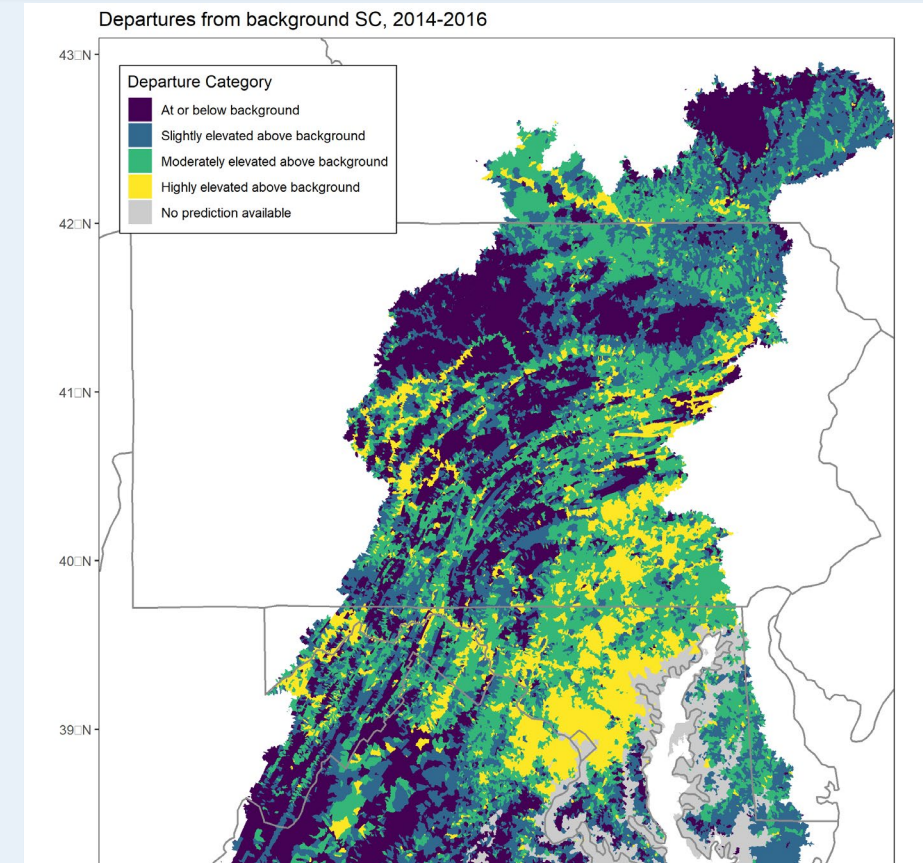 Departures from background SC, 2014-2016
43□N
Departure Category
At or below background
Slightly elevated above background
Moderately elevated above background
Highly elevated above background
No prediction available
42□N
41□N
40□N
39□N